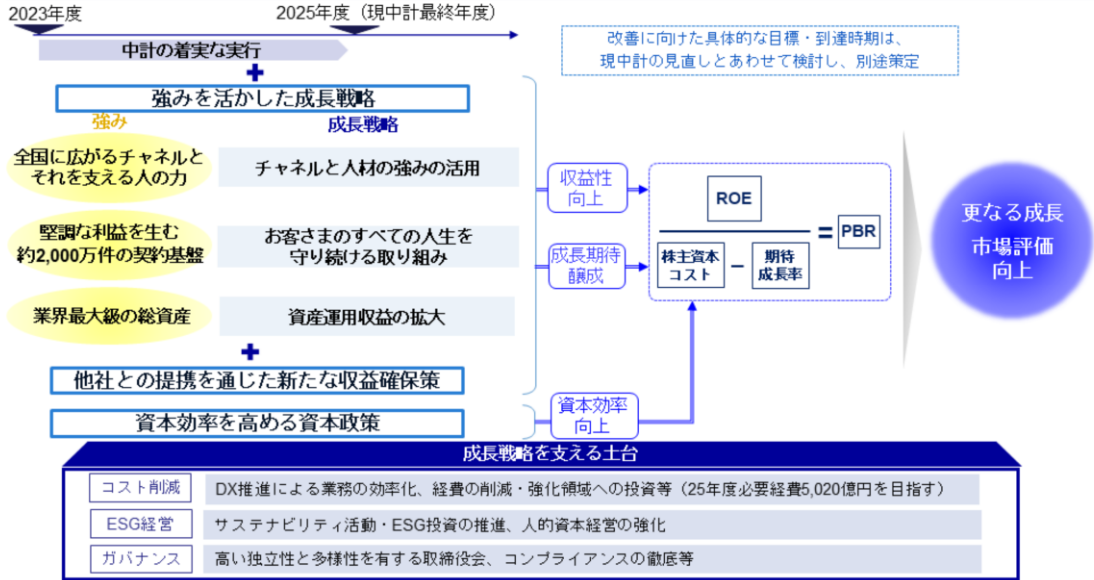 2023年度
2025年度（現中計最終年度）
中計の着実な実行
改善に向けた具体的な目標・到達時期は、
現中計の見直しとあわせて検討し、別途策定
+
強みを活かした成長戦略
強み
成長戦略
全国に広がるチャネルと
それを支える人の力
チャネルと人材の強みの活用
堅調な利益を生む
約2,000万件の契約基盤
お客さまのすべての人生を
守り続ける取り組み
業界最大級の総資産
資産運用収益の拡大
+
他社との提携を通じた新たな収益確保策
資本効率を高める資本政策
収益性
向上
成長期待
醸成
資本効率
向上
ROE
株主資本
コスト
－
期待
成長率
=
PBR
更なる成長
市場評価
向上
成長戦略を支える土台
コスト削減
DX推進による業務の効率化、経費の削減・強化領域への投資等（25年度必要経費5,020億円を目指す）
ESG経営
サステナビリティ活動・ESG投資の推進、人的資本経営の強化
ガバナンス
高い独立性と多様性を有する取締役会、コンプライアンスの徹底等